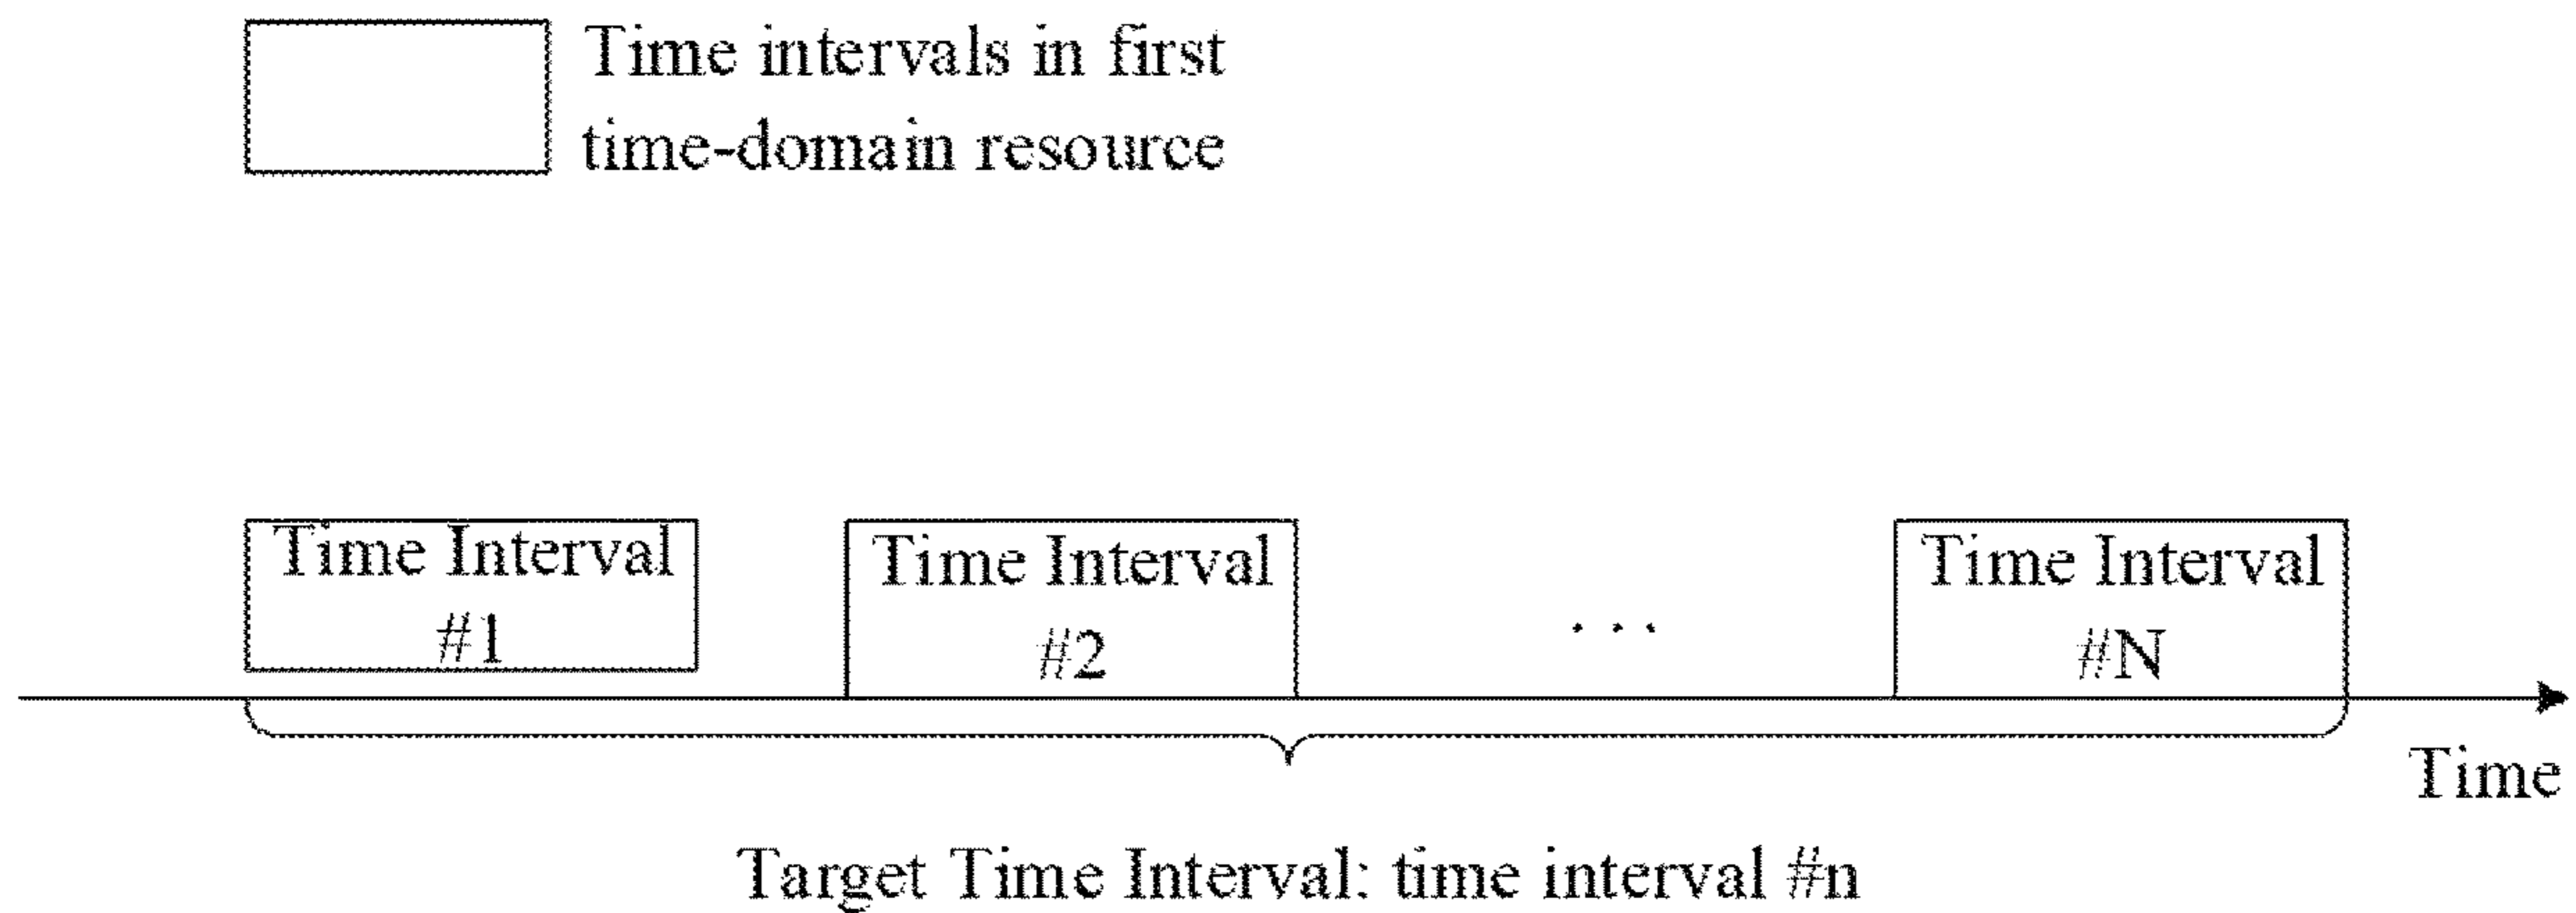 Time intervals in first
time-domain resource
Time Interval
#1
Time Interval
#2
. . .
Time Interval
#N
Time
Target Time Interval: time interval #n